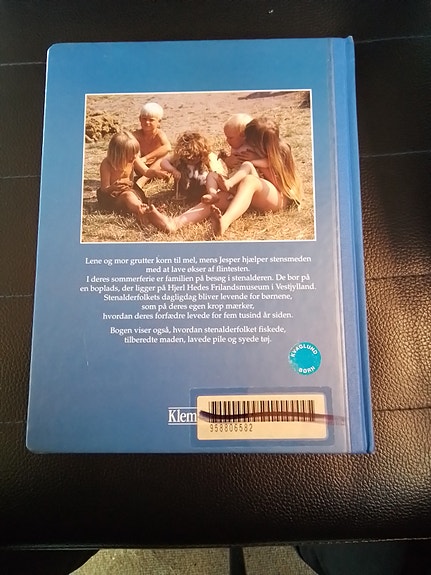 Lene og mor grutter korn til mel, mens Jesper hjælper stensmeden
med at lave økser af flintesten.
I deres sommerferie er familien på besøg i stenalderen. De bor på
en boplads, der ligger på Hjerl Hedes Frilandsmuseum i Vestjylland.
Stenalderfolkets dagligdag bliver levende for børnene,
som på deres egen krop mærker,
hvordan deres forfædre levede for fem tusind år siden.
Bogen viser også, hvordan stenalderfolket fiskede,
tilberedte maden, lavede pile og syede tøj.
SKAGLUND
BØRN
Klem
958806582